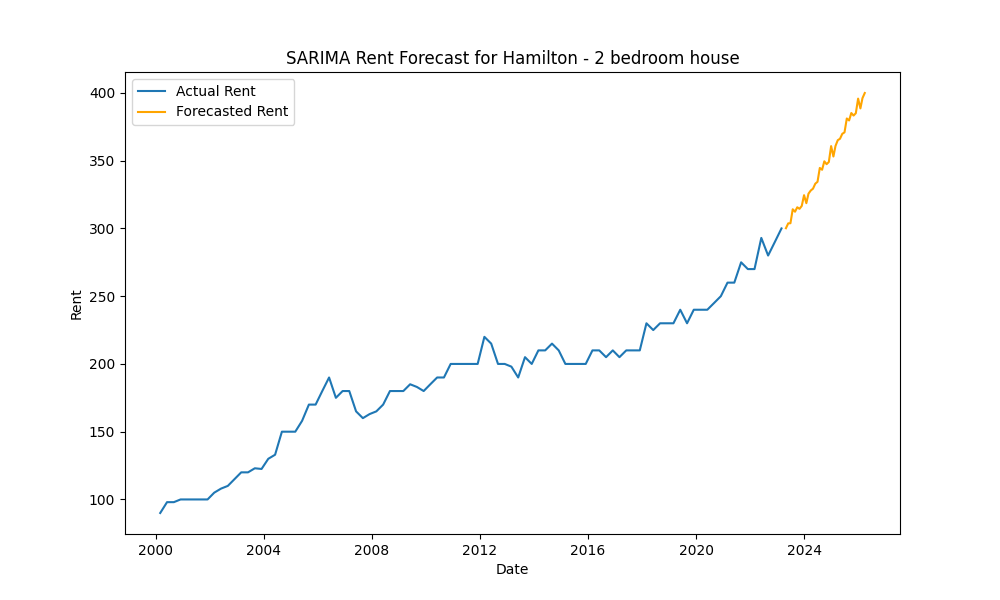 SARIMA Rent Forecast for Hamilton - 2 bedroom house
Actual Rent
Forecasted Rent
400
350
300
250
200
150
100
Rent
2000 2004 2008 2012 2016 2020 2024
Date